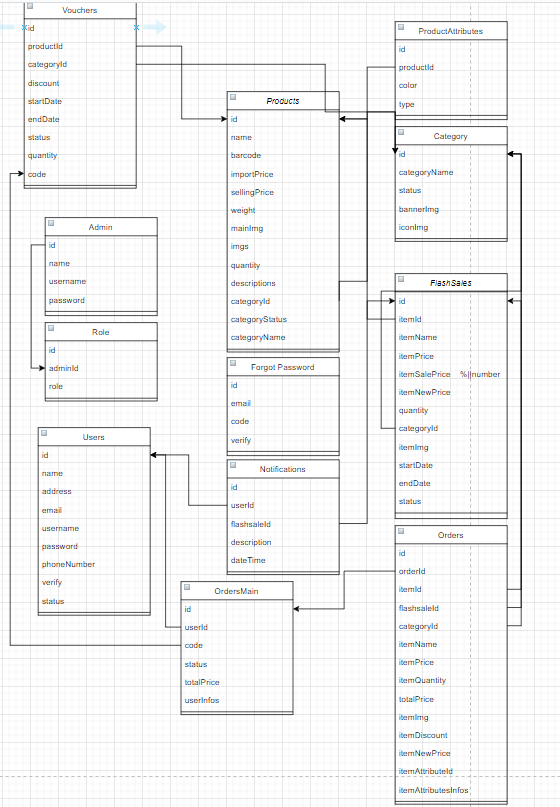 Vouchers
id
productId
categoryId
discount
startDate
endDate
status
quantity
code
Admin
id
name
username
password
Role
id
adminId
role
Users
id
name
address
email
username
password
phoneNumber
verify
status
Products
id
name
barcode
importPrice
sellingPrice
weight
mainImg
imgs
quantity
descriptions
categoryId
categoryStatus
categoryName
Forgot Password
id
email
code
verify
Notifications
id
userId
flashsaleId
description
dateTime
OrdersMain
id
userId
code
status
totalPrice
userInfos
ProductAttributes
id
productId
color
type
Category
id
categoryName
status
bannerImg
iconImg
FlashSales
id
itemId
itemName
itemPrice
itemSalePrice %||number
itemNewPrice
quantity
categoryId
itemImg
startDate
endDate
status
Orders
id
orderId
itemId
flashsaleId
categoryId
itemName
itemPrice
itemQuantity
totalPrice
itemImg
itemDiscount
itemNewPrice
itemAttributeId
itemAttributesInfos